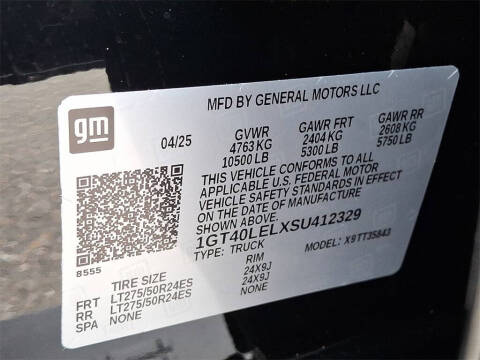 MFD BY GENERAL MOTORS LLC
gm
04/25 GVWR GAWR FRT GAWR RR
4763 KG 2404 KG 2608 KG
10500 LB 5300 LB 5750 LB
THIS VEHICLE CONFORMS TO ALL
APPLICABLE U.S. FEDERAL MOTOR
VEHICLE SAFETY STANDARDS IN EFFECT
ON THE DATE OF MANUFACTURE
SHOWN ABOVE.
1GT40LELXSU412329
TYPE: TRUCK MODEL: X9TT35843
8555
TIRE SIZE RIM
FRT LT275/50R24ES 24X9J
RR LT275/50R24ES 24X9J
SPA NONE NONE